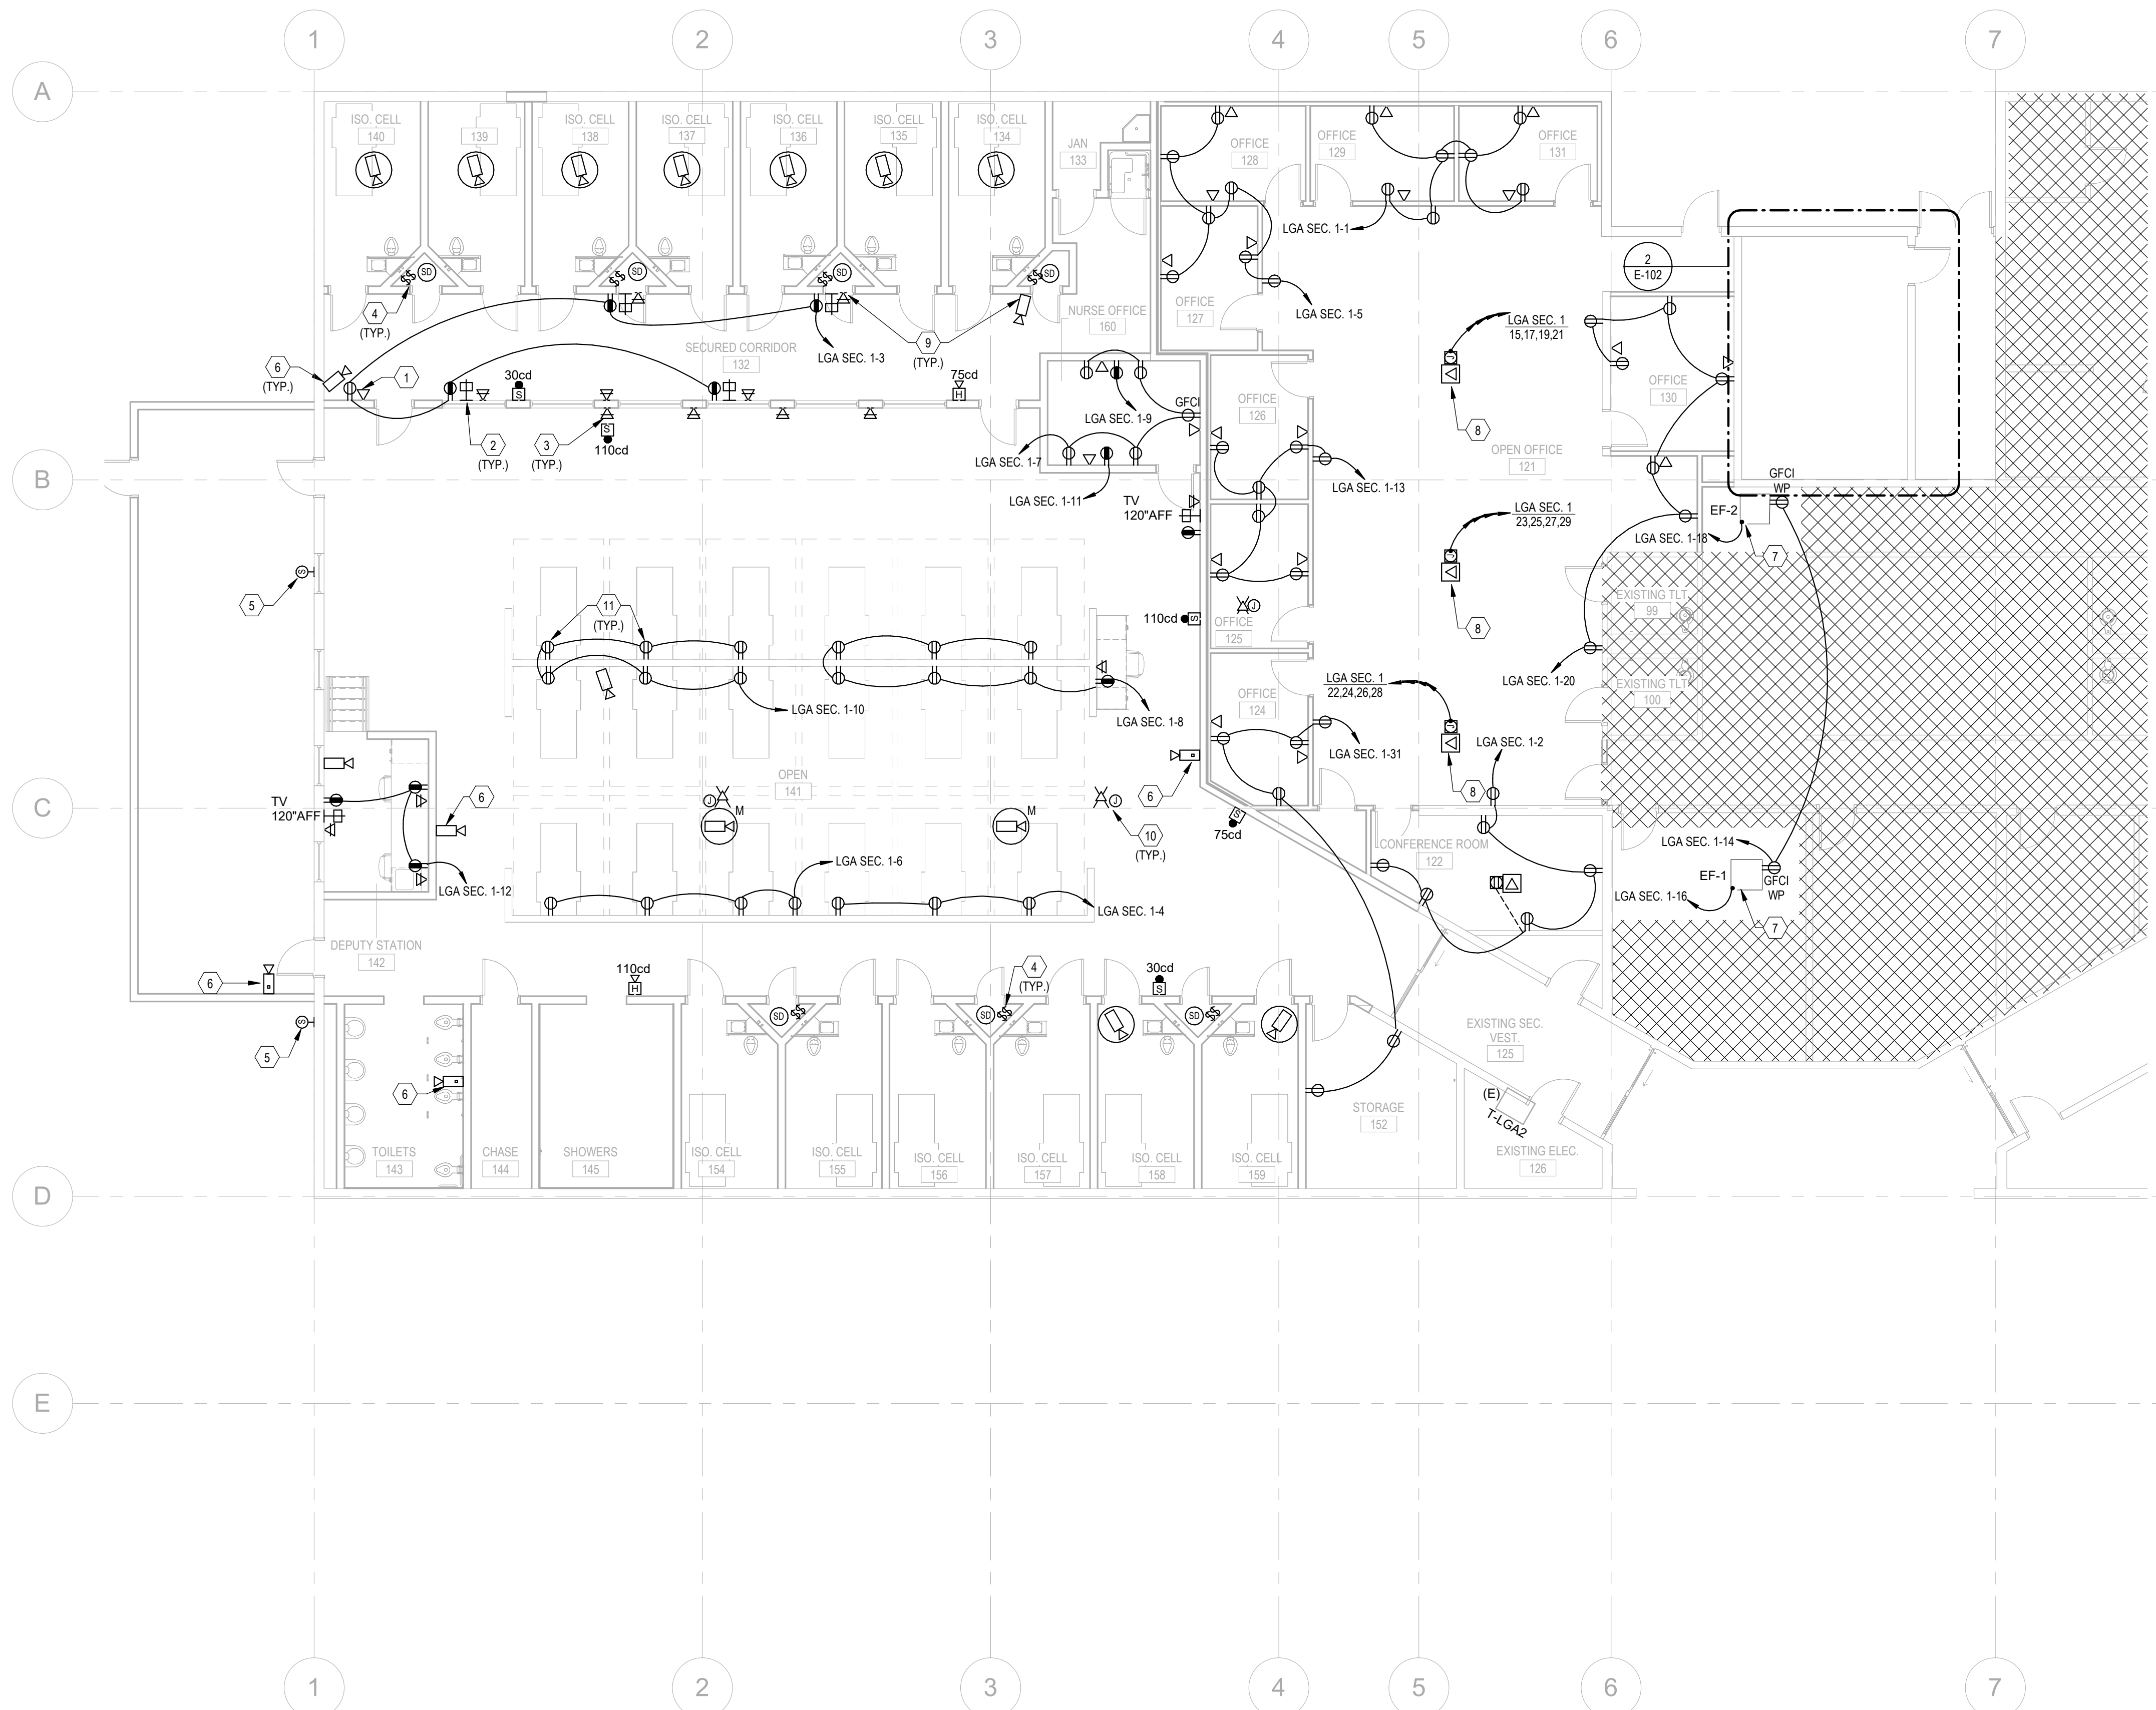 1
2
3
4
5
6
7
A
ISO. CELL
140
139
ISO. CELL
138
ISO. CELL
137
ISO. CELL
136
ISO. CELL
135
ISO. CELL
134
JAN
133
OFFICE
128
OFFICE
129
OFFICE
131
LGA SEC. 1-1
SD
SD
SD
SD
4
(TYP.)
2
E-102
NURSE OFFICE
160
OFFICE
127
LGA SEC. 1-5
LGA SEC. 1
15,17,19,21
J
SECURED CORRIDOR
132
LGA SEC. 1-3
9
(TYP.)
6
(TYP.)
1
30cd
S
75cd
H
OFFICE
130
8
OFFICE
126
GFCI
LGA SEC. 1-9
2
(TYP.)
3
(TYP.)
S
110cd
LGA SEC. 1-7
OPEN OFFICE
121
B
LGA SEC. 1-11
TV
120"AFF
LGA SEC. 1-13
GFCI
WP
EF-2
LGA SEC. 1-18
7
LGA SEC. 1
23,25,27,29
J
8
S
5
11
(TYP.)
110cd
S
J
OFFICE
125
EXISTING TLT
99
EXISTING TLT
100
LGA SEC. 1-20
LGA SEC. 1
22,24,26,28
J
8
LGA SEC. 1-10
LGA SEC. 1-8
OFFICE
124
LGA SEC. 1-31
LGA SEC. 1-2
OPEN
141
C
TV
120"AFF
6
J
M
M
J
10
(TYP.)
6
S
75cd
CONFERENCE ROOM
122
LGA SEC. 1-14
EF-1
GFCI
WP
LGA SEC. 1-16
7
LGA SEC. 1-6
LGA SEC. 1-12
LGA SEC. 1-4
DEPUTY STATION
142
6
110cd
H
4
(TYP.)
30cd
S
SD
SD
SD
S
5
6
EXISTING SEC.
VEST.
125
(E)
T-LGA2
STORAGE
152
EXISTING ELEC.
126
TOILETS
143
CHASE
144
SHOWERS
145
ISO. CELL
154
ISO. CELL
155
ISO. CELL
156
ISO. CELL
157
ISO. CELL
158
ISO. CELL
159
D
E
1
2
3
4
5
6
7